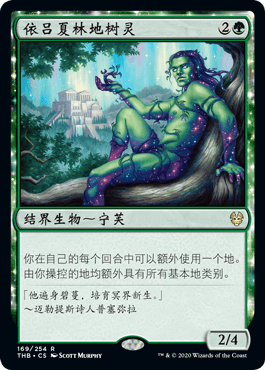 依吕夏林地树灵 2
结界生物～宁芙
你在自己的每个回合中可以额外使用一个地。
由你操控的地均额外具有所有基本地类别。
「他遍身碧蔓，培育冥界新生。」
～迈勒提斯诗人普塞弥拉
2/4
169/254 R
THB • CS SCOTT MURPHY
™ & © 2020 Wizards of the Coast